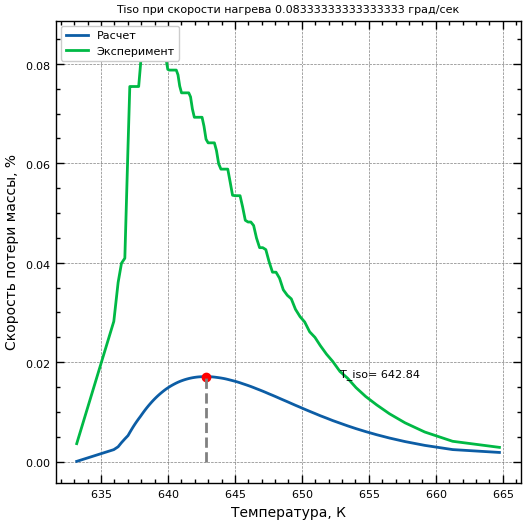 Tiso при скорости нагрева 0.08333333333333333 град/сек
Расчет
Эксперимент
Скорость потери массы, %
0.08
0.06
0.04
0.02
0.00
T_iso= 642.84
635
640
645
650
655
660
665
Температура, К